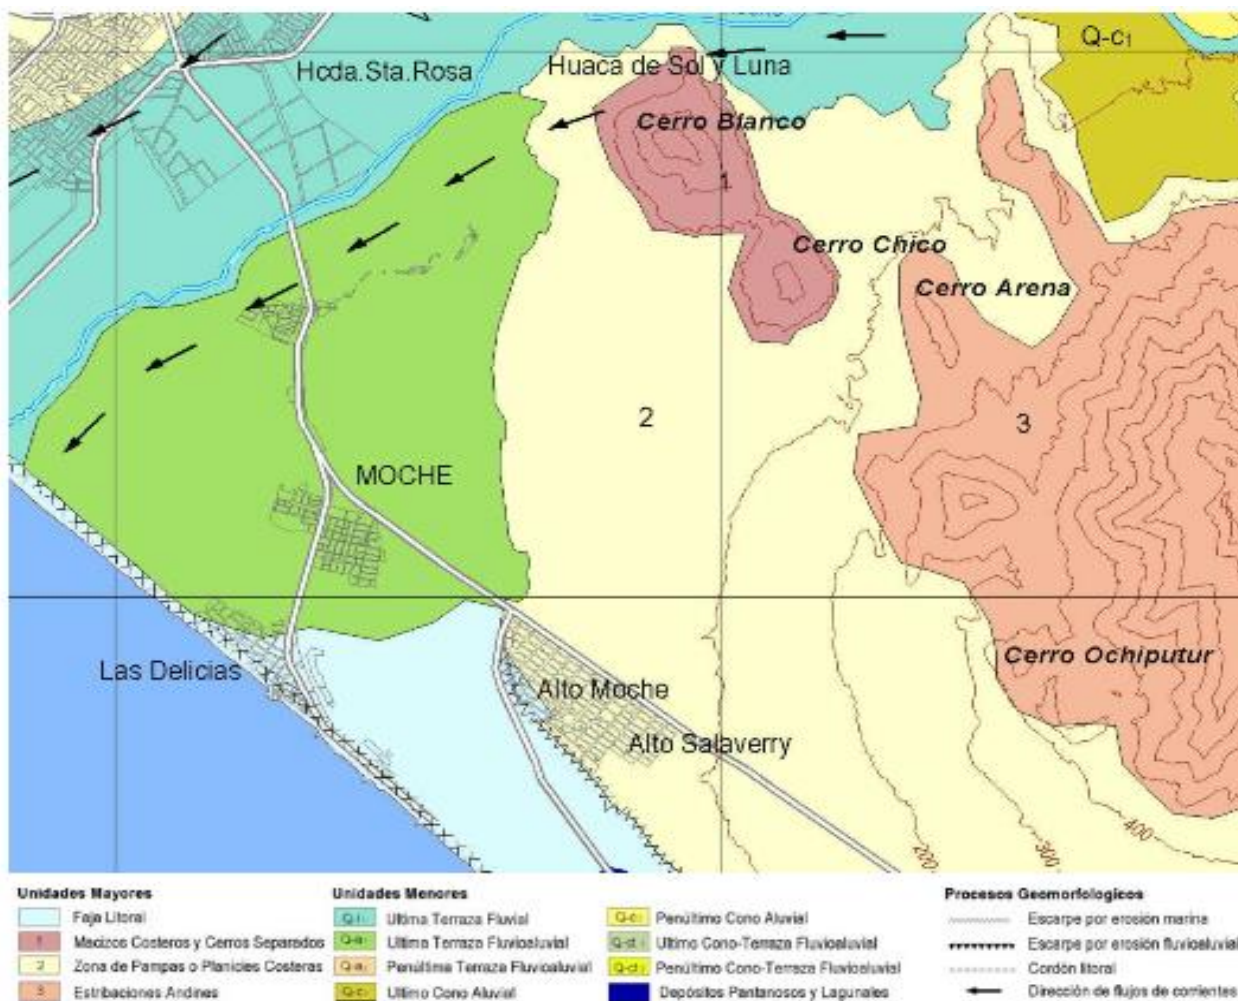 Q-c1
Hcda.Sta.Rosa
Huaca de Sol y Luna
Cerro Blanco
1
Cerro Chico
Cerro Arena
2
3
MOCHE
Las Delicias
Alto Moche
Alto Salaverry
Cerro Ochiputur
200
300
400
Unidades Mayores
Faja Litoral
1 Macizos Costeros y Cerros Separados
2 Zona de Pampas o Planicies Costeras
3 Estribaciones Andines
Unidades Menores
Ultima Terraza Fluvial
Ultima Terraza Fluvioaluvial
Penúltima Terraza Fluvioaluvial
Ultimo Cono Aluvial
Penúltimo Cono Aluvial
Ultimo Cono-Terraza Fluvioaluvial
Penúltimo Cono-Terraza Fluvioaluvial
Depósitos Pantanosos y Lagunales
Procesos Geomorfologicos
Escarpe por erosión marina
Escarpe por erosión fluvioaluvial
Cordón litoral
Dirección de flujos de corrientes